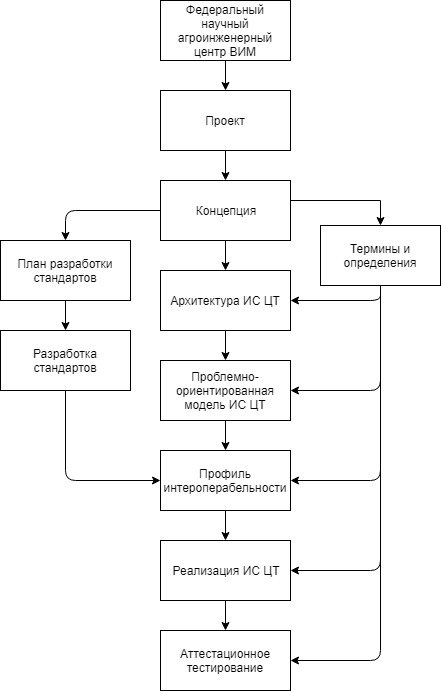 Федеральный
научный
агроинженерный
центр ВИМ
Проект
Концепция
План разработки
стандартов
Термины и
определения
Архитектура ИС ЦТ
Разработка
стандартов
Проблемно-
ориентированная
модель ИС ЦТ
Профиль
интероперабельности
Реализация ИС ЦТ
Аттестационное
тестирование